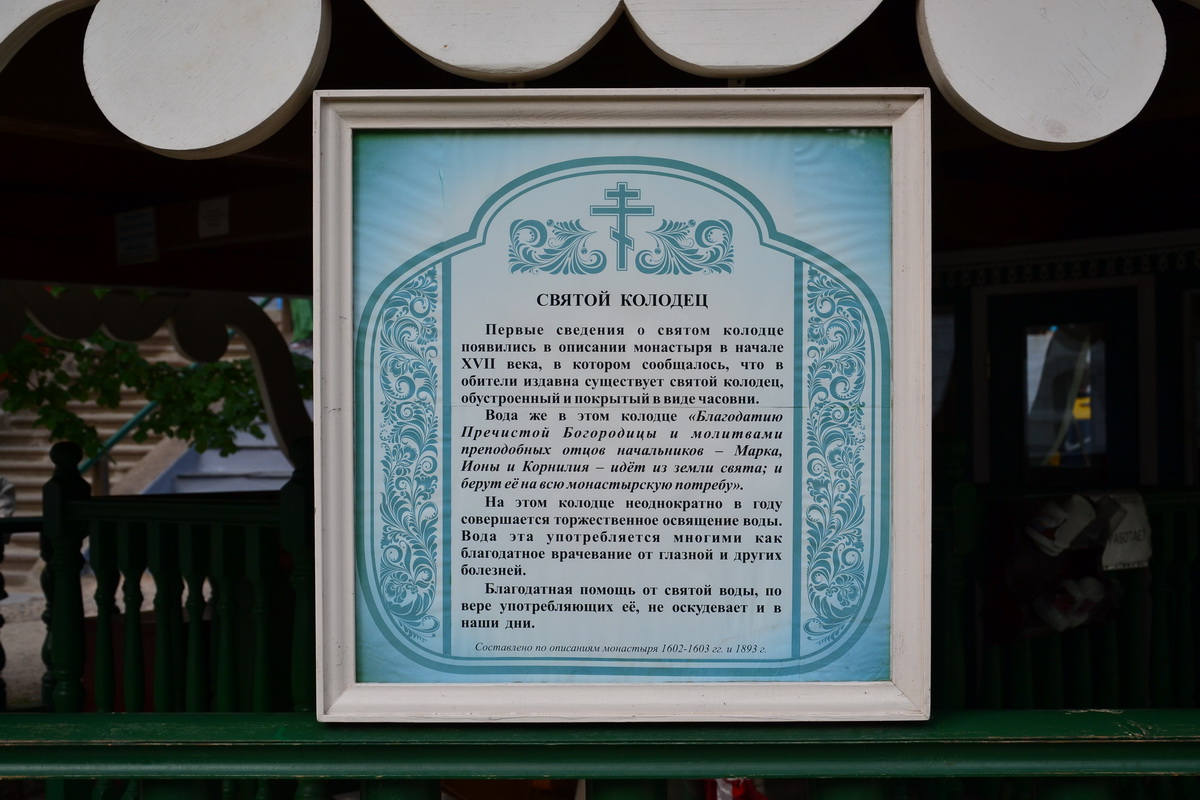 СВЯТОЙ КОЛОДЕЦ
Первые сведения о святом колодце
появились в описании монастыря в начале
XVII века, в котором сообщалось, что в
обители издавна существует святой колодец,
обустроенный и покрытый в виде часовни.
Вода же в этом колодце «Благодатию
Пречистой Богородицы и молитвами
преподобных отцов начальников – Марка,
Ионы и Корнилия – идёт из земли свята; и
берут её на всю монастырскую потребу».
На этом колодце неоднократно в году
совершается торжественное освящение воды.
Вода эта употребляется многими как
благодатное врачевание от глазной и других
болезней.
Благодатная помощь от святой воды, по
вере употребляющих её, не оскудевает и в
наши дни.
Составлено по описаниям монастыря 1602-1603 гг. и 1893 г.
РАБОТАЕТ